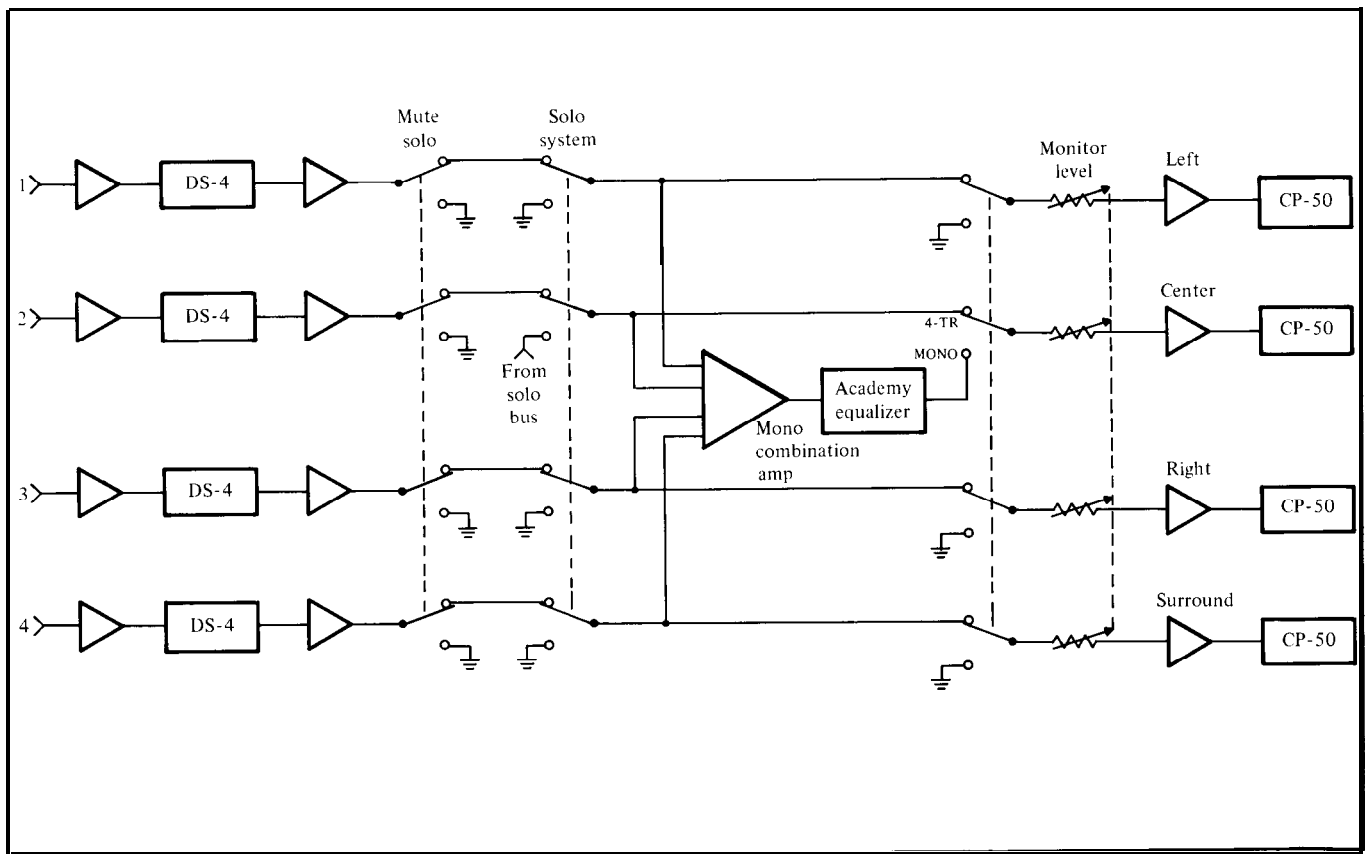 Mute
solo
Solo
system
Monitor
level
Left
1
DS-4
CP-50
Center
2
DS-4
4-TR
CP-50
MONO
From
solo
bus
Academy
equalizer
Mono
combination
amp
Right
3
DS-4
CP-50
Surround
4
DS-4
CP-50